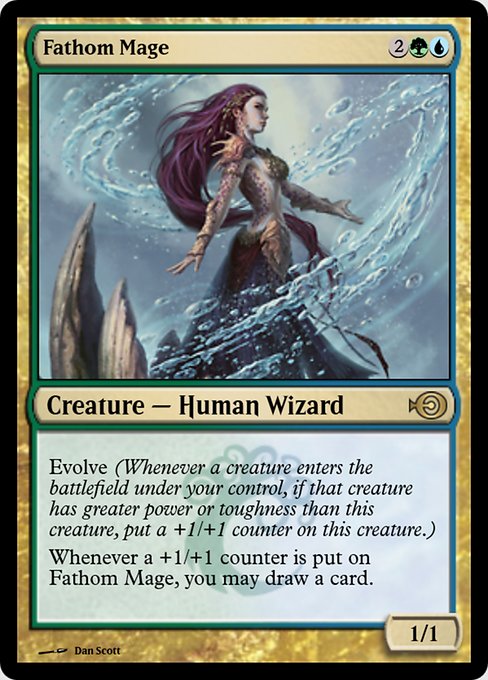 Fathom Mage 2
Creature — Human Wizard
Evolve (Whenever a creature enters the
battlefield under your control, if that creature
has greater power or toughness than this
creature, put a +1/+1 counter on this creature.)
Whenever a +1/+1 counter is put on
Fathom Mage, you may draw a card.
1/1
Dan Scott